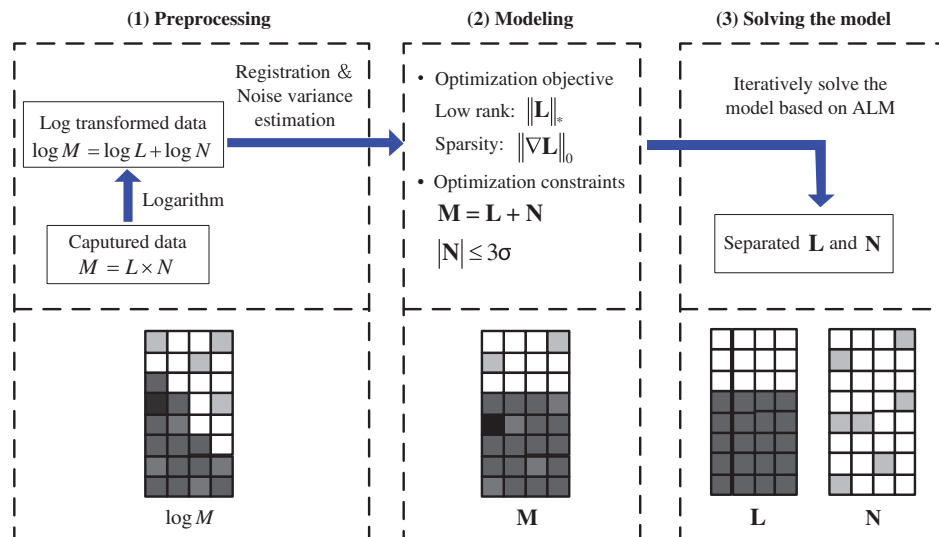 (1) Preprocessing
Registration &
Noise variance
estimation
Log transformed data
log M = log L + log N
Logarithm
Caputured data
M = L × N
log M
(2) Modeling
• Optimization objective
Low rank: ‖L‖*
Sparsity: ‖∇L‖₀
• Optimization constraints
M = L + N
|N| ≤ 3σ
M
(3) Solving the model
Iteratively solve the
model based on ALM
Separated L and N
L
N